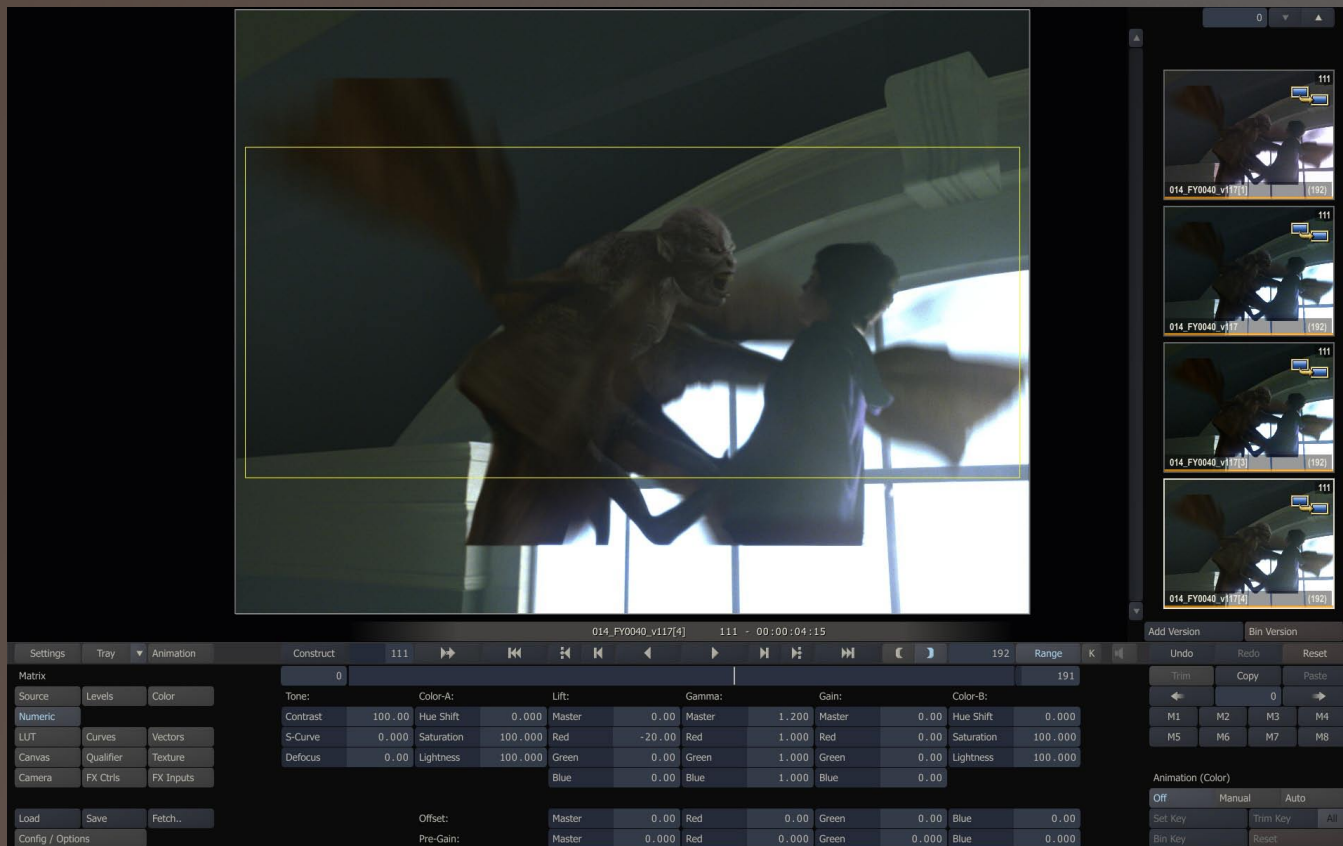 0
111
014_FY0040_v117[1] (192)
111
014_FY0040_v117 (192)
111
014_FY0040_v117[3] (192)
111
014_FY0040_v117[4] (192)
014_FY0040_v117[4] 111 - 00:00:04:15
Add Version Bin Version
Settings Tray Animation Construct 111 192 Range K Undo Redo Reset
Matrix 0 191 Trim Copy Paste
Source Levels Color Tone: Color-A: Lift: Gamma: Gain: Color-B: 0
Numeric Contrast 100.00 Hue Shift 0.000 Master 0.00 Master 1.200 Master 0.00 Hue Shift 0.000 M1 M2 M3 M4
LUT Curves Vectors S-Curve 0.000 Saturation 100.000 Red -20.00 Red 1.000 Red 0.00 Saturation 100.000 M5 M6 M7 M8
Canvas Qualifier Texture Defocus 0.00 Lightness 100.000 Green 0.00 Green 1.000 Green 0.00 Lightness 100.000
Camera FX Ctrls FX Inputs Blue 0.00 Blue 1.000 Blue 0.00 Animation (Color)
Off Manual Auto
Load Save Fetch.. Offset: Master 0.00 Red 0.00 Green 0.00 Blue 0.00 Set Key Trim Key All
Config / Options Pre-Gain: Master 0.000 Red 0.000 Green 0.000 Blue 0.000 Bin Key Reset